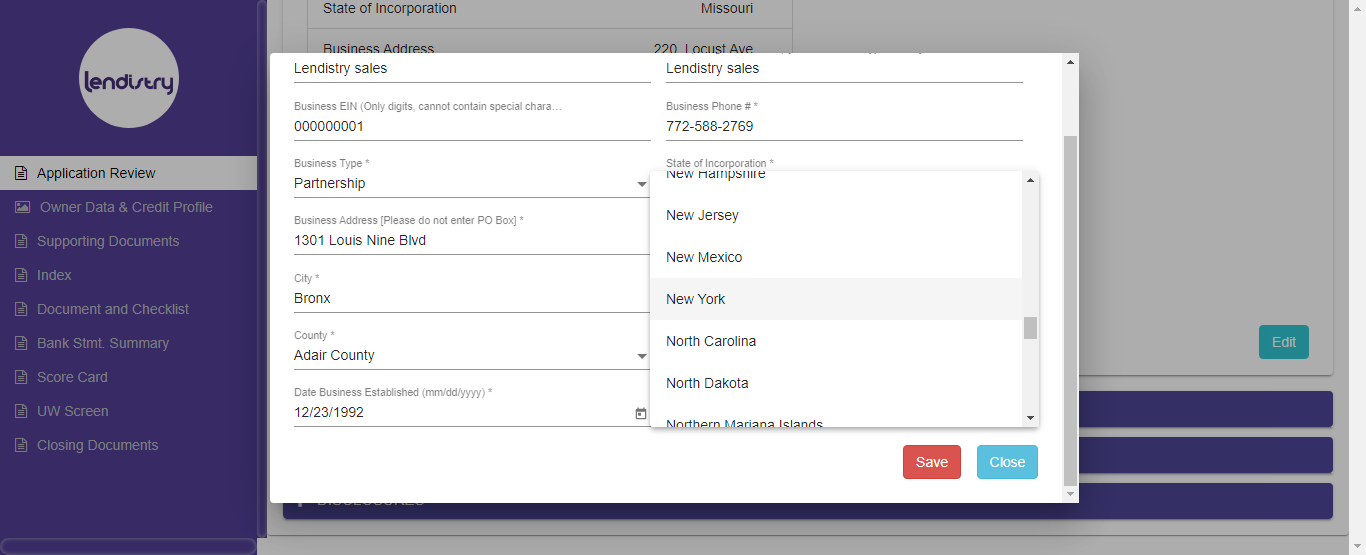 lendistry
Application Review
Owner Data & Credit Profile
Supporting Documents
Index
Document and Checklist
Bank Stmt. Summary
Score Card
UW Screen
Closing Documents
State of Incorporation Missouri
Business Address 220 Locust Ave
Lendistry sales Lendistry sales
Business EIN (Only digits, cannot contain special chara… Business Phone # *
000000001 772-588-2769
Business Type * State of Incorporation *
Partnership
New Hampshire
New Jersey
Business Address [Please do not enter PO Box] *
1301 Louis Nine Blvd
New Mexico
City *
Bronx
New York
County *
Adair County
North Carolina
North Dakota
Date Business Established (mm/dd/yyyy) *
12/23/1992
Northern Mariana Islands
Edit
Save Close
DISCLOSURES